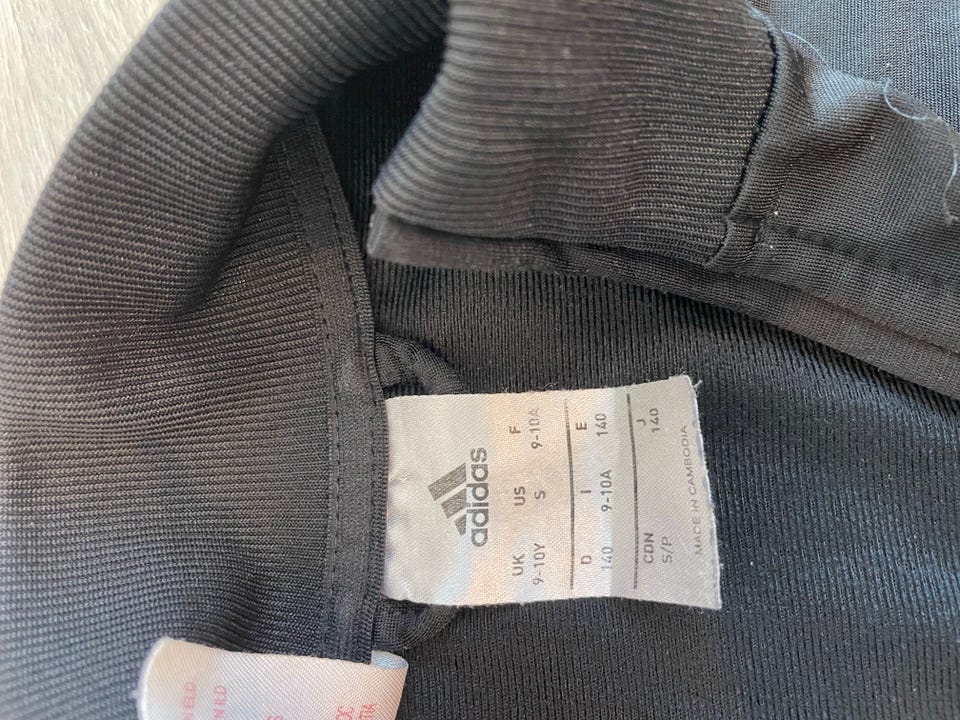 adidas
UK US F
9-10Y S 9-10A
D I E
140 9-10A 140
CDN J
S/P 140
MADE IN CAMBODIA